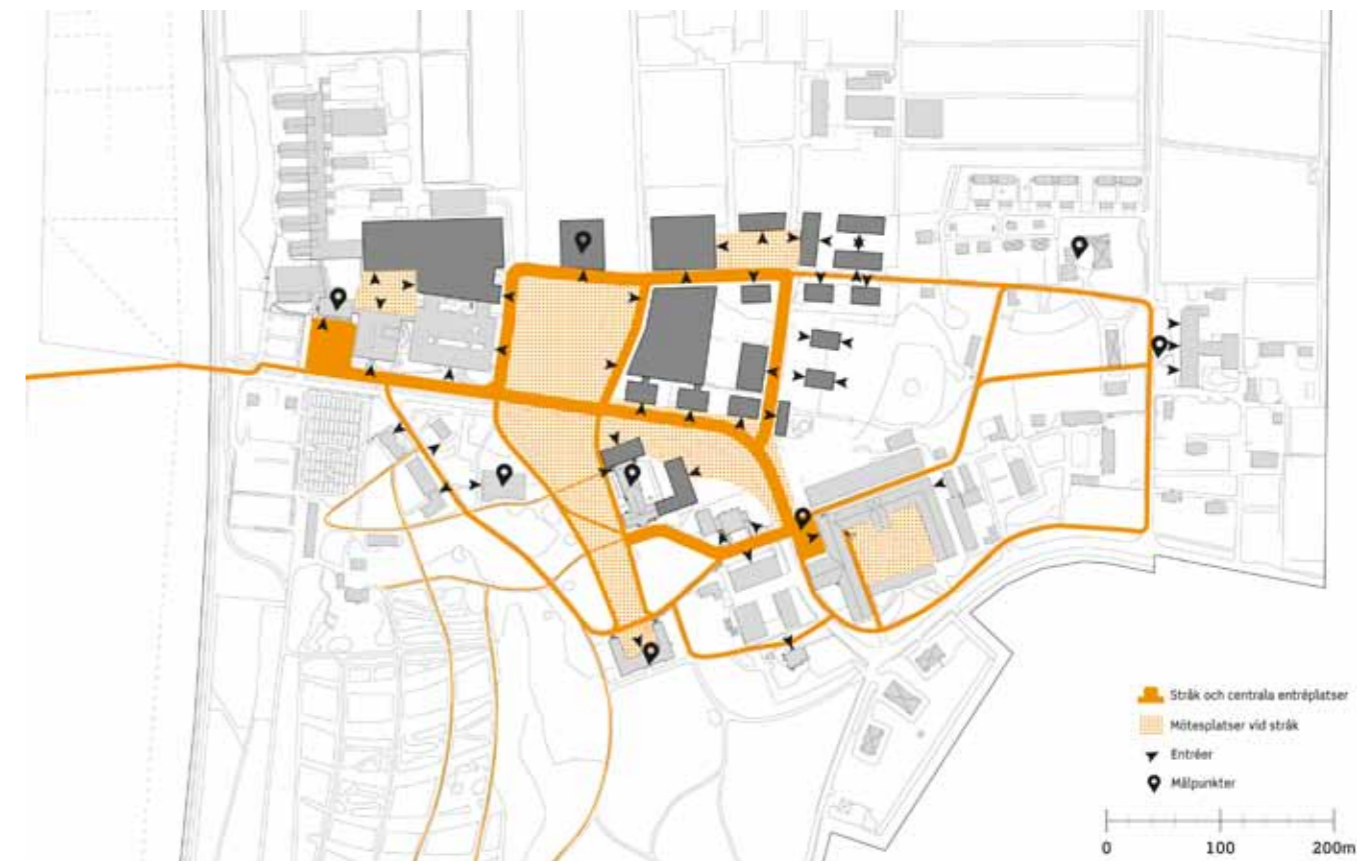 Stråk och centrala entréplatser
Mötesplatser vid stråk
Entréer
Målpunkter
0 100 200m